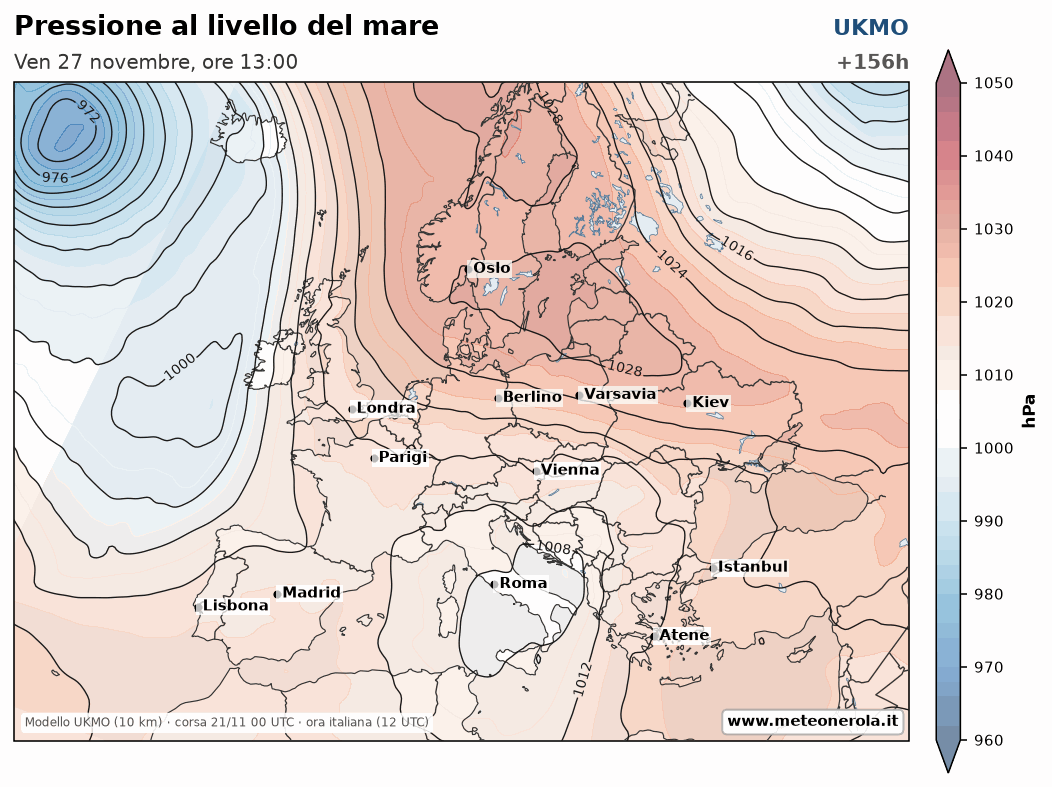 Pressione al livello del mare
UKMO
Ven 27 novembre, ore 13:00
+156h
972
976
1028
1016
1024
1000
1028
1008
1012
Oslo
Londra
Berlino
Varsavia
Kiev
Parigi
Vienna
Roma
Madrid
Lisbona
Istanbul
Atene
1050
1040
1030
1020
1010
1000
990
980
970
960
hPa
Modello UKMO (10 km) · corsa 21/11 00 UTC · ora italiana (12 UTC)
www.meteonerola.it